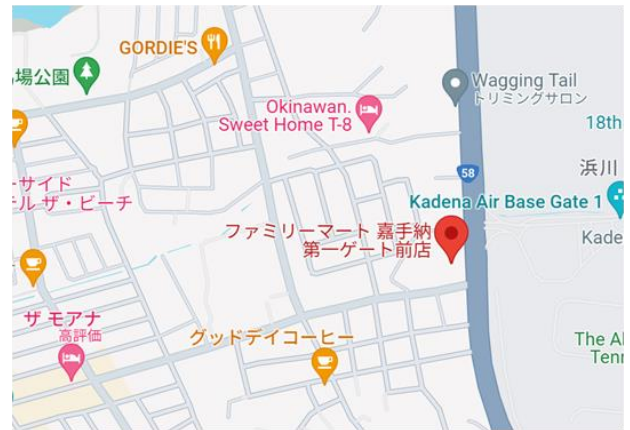 GORDIE'S
場公園
Wagging Tail
トリミングサロン
Okinawan.
Sweet Home T-8
18th
58
浜川
ーサイド
テル ザ・ビーチ
Kadena Air Base Gate 1
ファミリーマート 嘉手納
第一ゲート前店
Kade
ザ モアナ
高評価
グッドデイコーヒー
The
Tenn